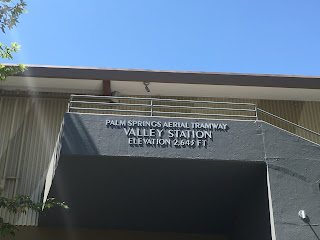 PALM SPRINGS AERIAL TRAMWAY
VALLEY STATION
ELEVATION 2,643 FT